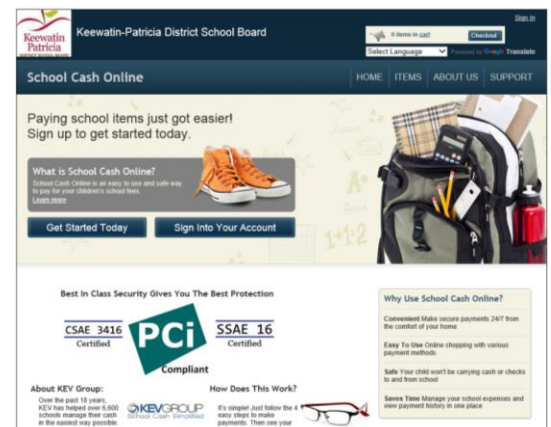 Keewatin
Patricia
Keewatin-Patricia District School Board
Sign In
0 items in cart
Checkout
Select Language
Powered by Google Translate
School Cash Online
HOME
ITEMS
ABOUT US
SUPPORT
Paying school items just got easier!
Sign up to get started today.
What is School Cash Online?
School Cash Online is an easy to use and safe way
to pay for your children's school fees.
Learn more
Get Started Today
Sign Into Your Account
A+
1+1=2
Best In Class Security Gives You The Best Protection
CSAE 3416
Certified
PCi
Compliant
SSAE 16
Certified
Why Use School Cash Online?
Convenient Make secure payments 24/7 from
the comfort of your home
Easy To Use Online shopping with various
payment methods
Safe Your child won't be carrying cash or checks
to and from school
Saves Time Manage your school expenses and
view payment history in one place
About KEV Group:
Over the past 18 years,
KEV has helped over 6,600
schools manage their cash
in the easiest way possible.
KEVGROUP
School Cash Simplified
How Does This Work?
It's simple! Just follow the 4
easy steps to make
payments. Then see your